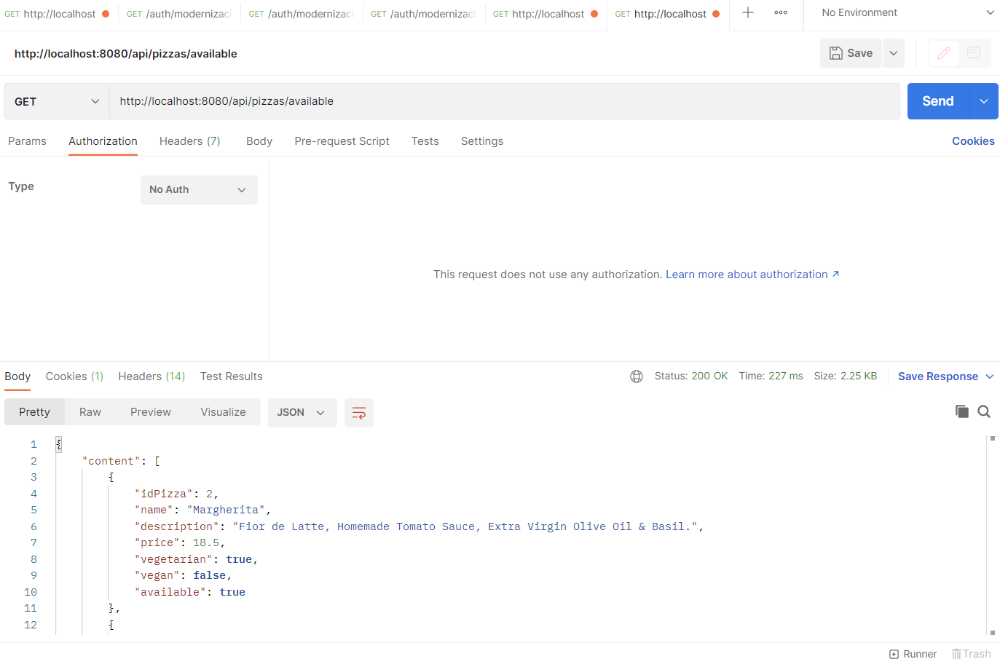 GET http://localhost GET /auth/modernizaci GET /auth/modernizaci GET /auth/modernizaci GET http://localhost GET http://localhost No Environment
http://localhost:8080/api/pizzas/available Save
GET http://localhost:8080/api/pizzas/available Send
Params Authorization Headers (7) Body Pre-request Script Tests Settings Cookies
Type No Auth
This request does not use any authorization. Learn more about authorization ↗
Body Cookies (1) Headers (14) Test Results Status: 200 OK Time: 227 ms Size: 2.25 KB Save Response
Pretty Raw Preview Visualize JSON
1 {
2 "content": [
3 {
4 "idPizza": 2,
5 "name": "Margherita",
6 "description": "Fior de Latte, Homemade Tomato Sauce, Extra Virgin Olive Oil & Basil.",
7 "price": 18.5,
8 "vegetarian": true,
9 "vegan": false,
10 "available": true
11 },
12 {
Runner Trash